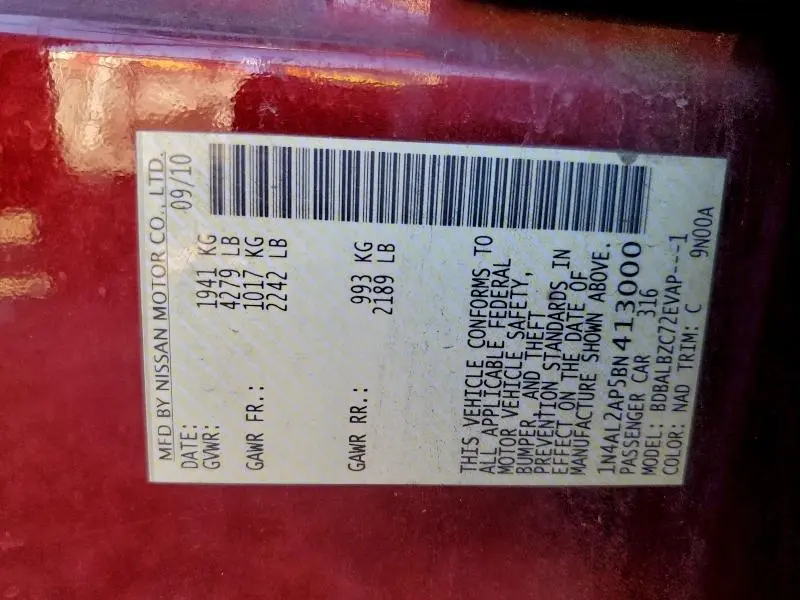 MFD BY NISSAN MOTOR CO., LTD.
DATE: 09/10
GVWR: 1941 KG
4279 LB
GAWR FR.: 1017 KG
2242 LB
GAWR RR.: 993 KG
2189 LB
THIS VEHICLE CONFORMS TO
ALL APPLICABLE FEDERAL
MOTOR VEHICLE SAFETY,
BUMPER, AND THEFT
PREVENTION STANDARDS IN
EFFECT ON THE DATE OF
MANUFACTURE SHOWN ABOVE.
1N4AL2AP5BN413000
PASSENGER CAR 316
MODEL: BDBALBZC72EVAP---1
COLOR: NAD TRIM: C 9N00A